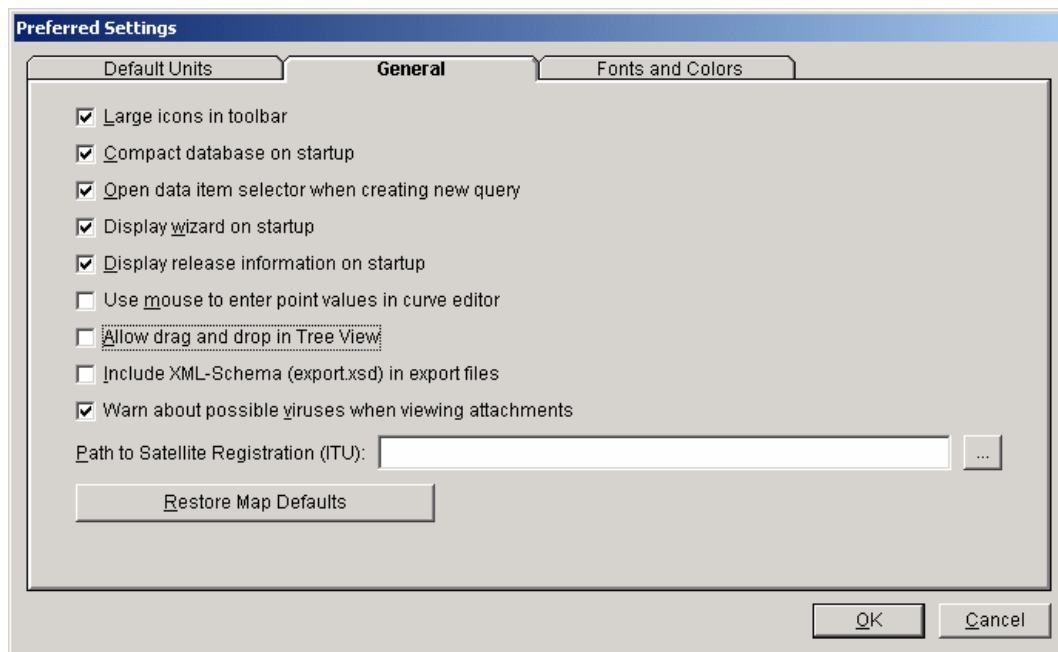 Preferred Settings
Default Units General Fonts and Colors
Large icons in toolbar
Compact database on startup
Open data item selector when creating new query
Display wizard on startup
Display release information on startup
Use mouse to enter point values in curve editor
Allow drag and drop in Tree View
Include XML-Schema (export.xsd) in export files
Warn about possible viruses when viewing attachments
Path to Satellite Registration (ITU): ...
Restore Map Defaults
OK Cancel